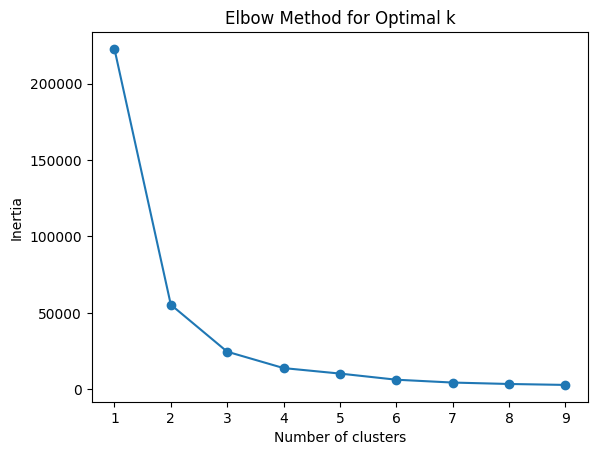 Elbow Method for Optimal k
200000
150000
100000
50000
0
Inertia
1 2 3 4 5 6 7 8 9
Number of clusters